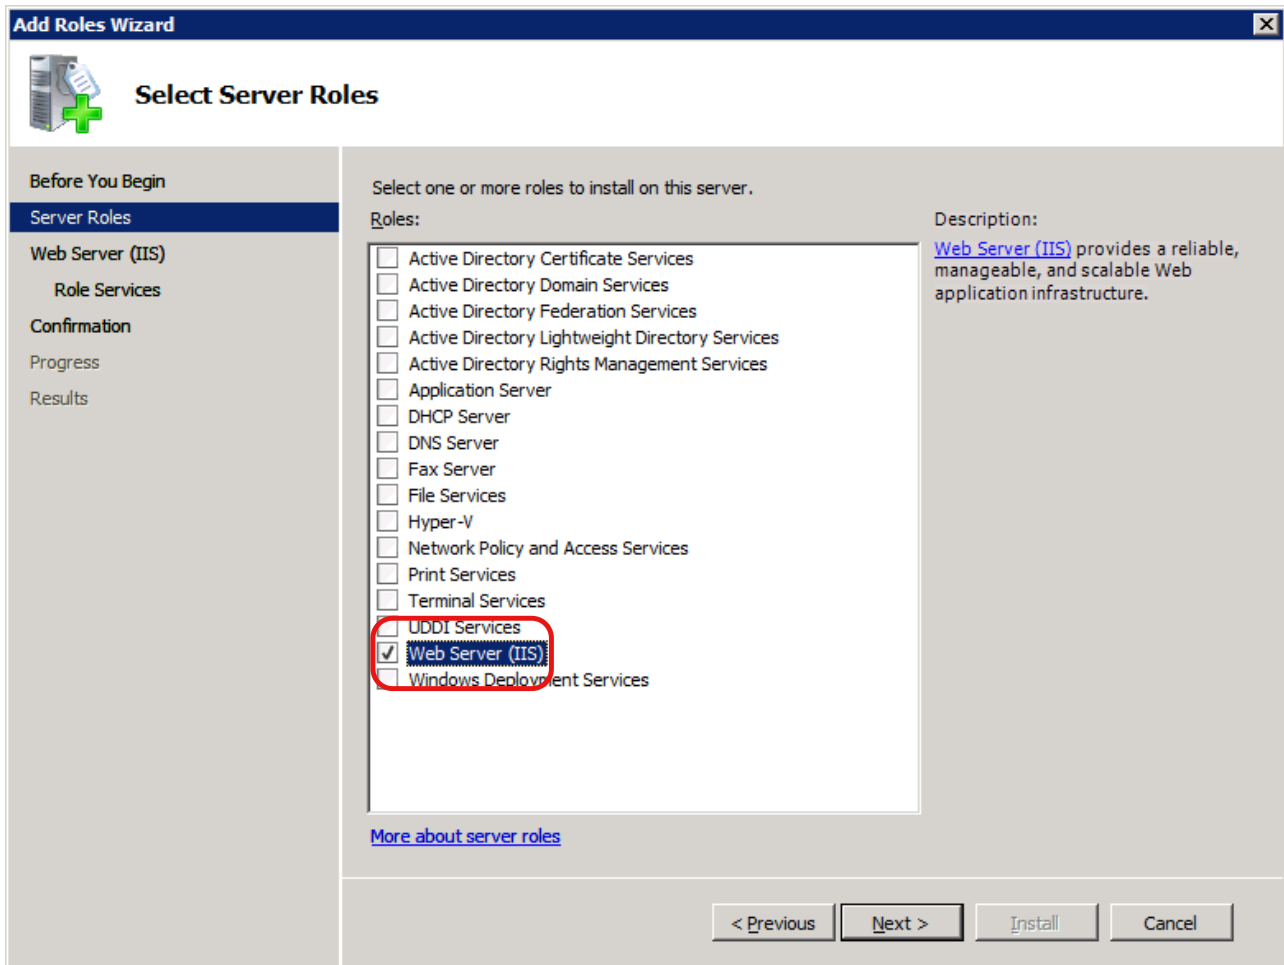 Add Roles Wizard
Select Server Roles
Before You Begin
Server Roles
Web Server (IIS)
Role Services
Confirmation
Progress
Results
Select one or more roles to install on this server.
Roles:
Active Directory Certificate Services
Active Directory Domain Services
Active Directory Federation Services
Active Directory Lightweight Directory Services
Active Directory Rights Management Services
Application Server
DHCP Server
DNS Server
Fax Server
File Services
Hyper-V
Network Policy and Access Services
Print Services
Terminal Services
UDDI Services
Web Server (IIS)
Windows Deployment Services
More about server roles
Description:
Web Server (IIS) provides a reliable,
manageable, and scalable Web
application infrastructure.
< Previous
Next >
Install
Cancel